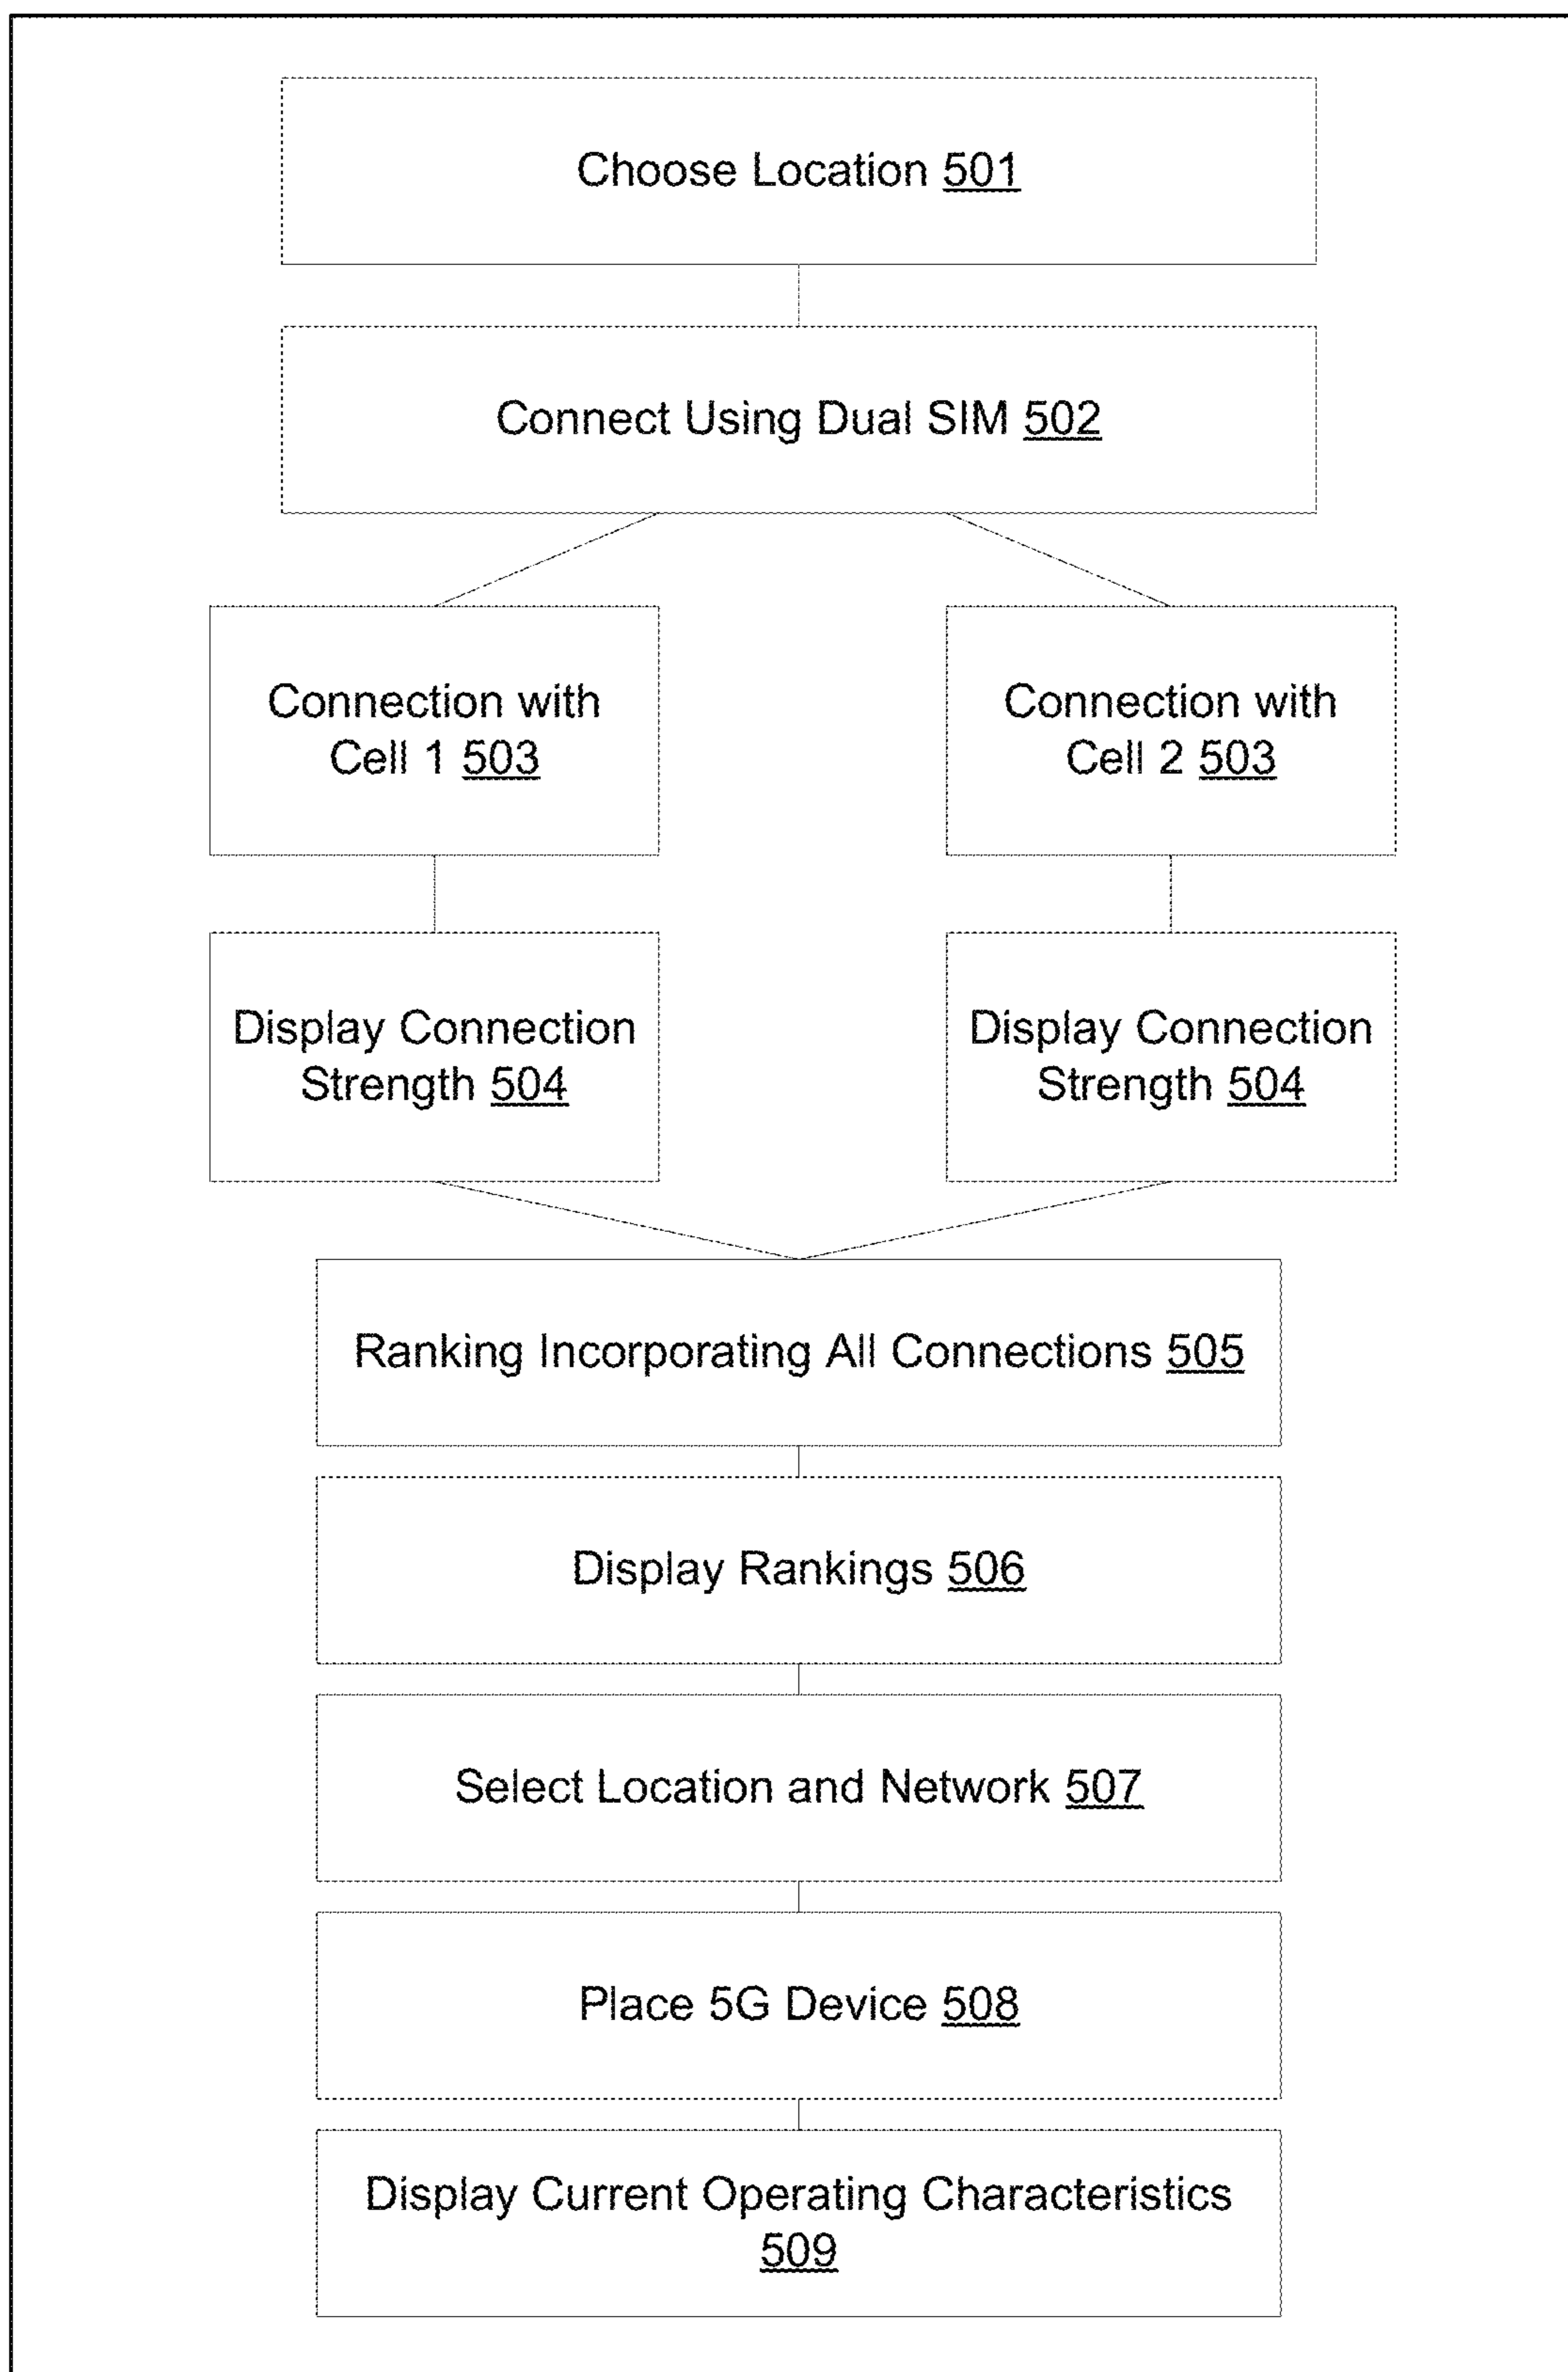 Choose Location 501
Connect Using Dual SIM 502
Connection with
Cell 1 503
Connection with
Cell 2 503
Display Connection
Strength 504
Display Connection
Strength 504
Ranking Incorporating All Connections 505
Display Rankings 506
Select Location and Network 507
Place 5G Device 508
Display Current Operating Characteristics
509